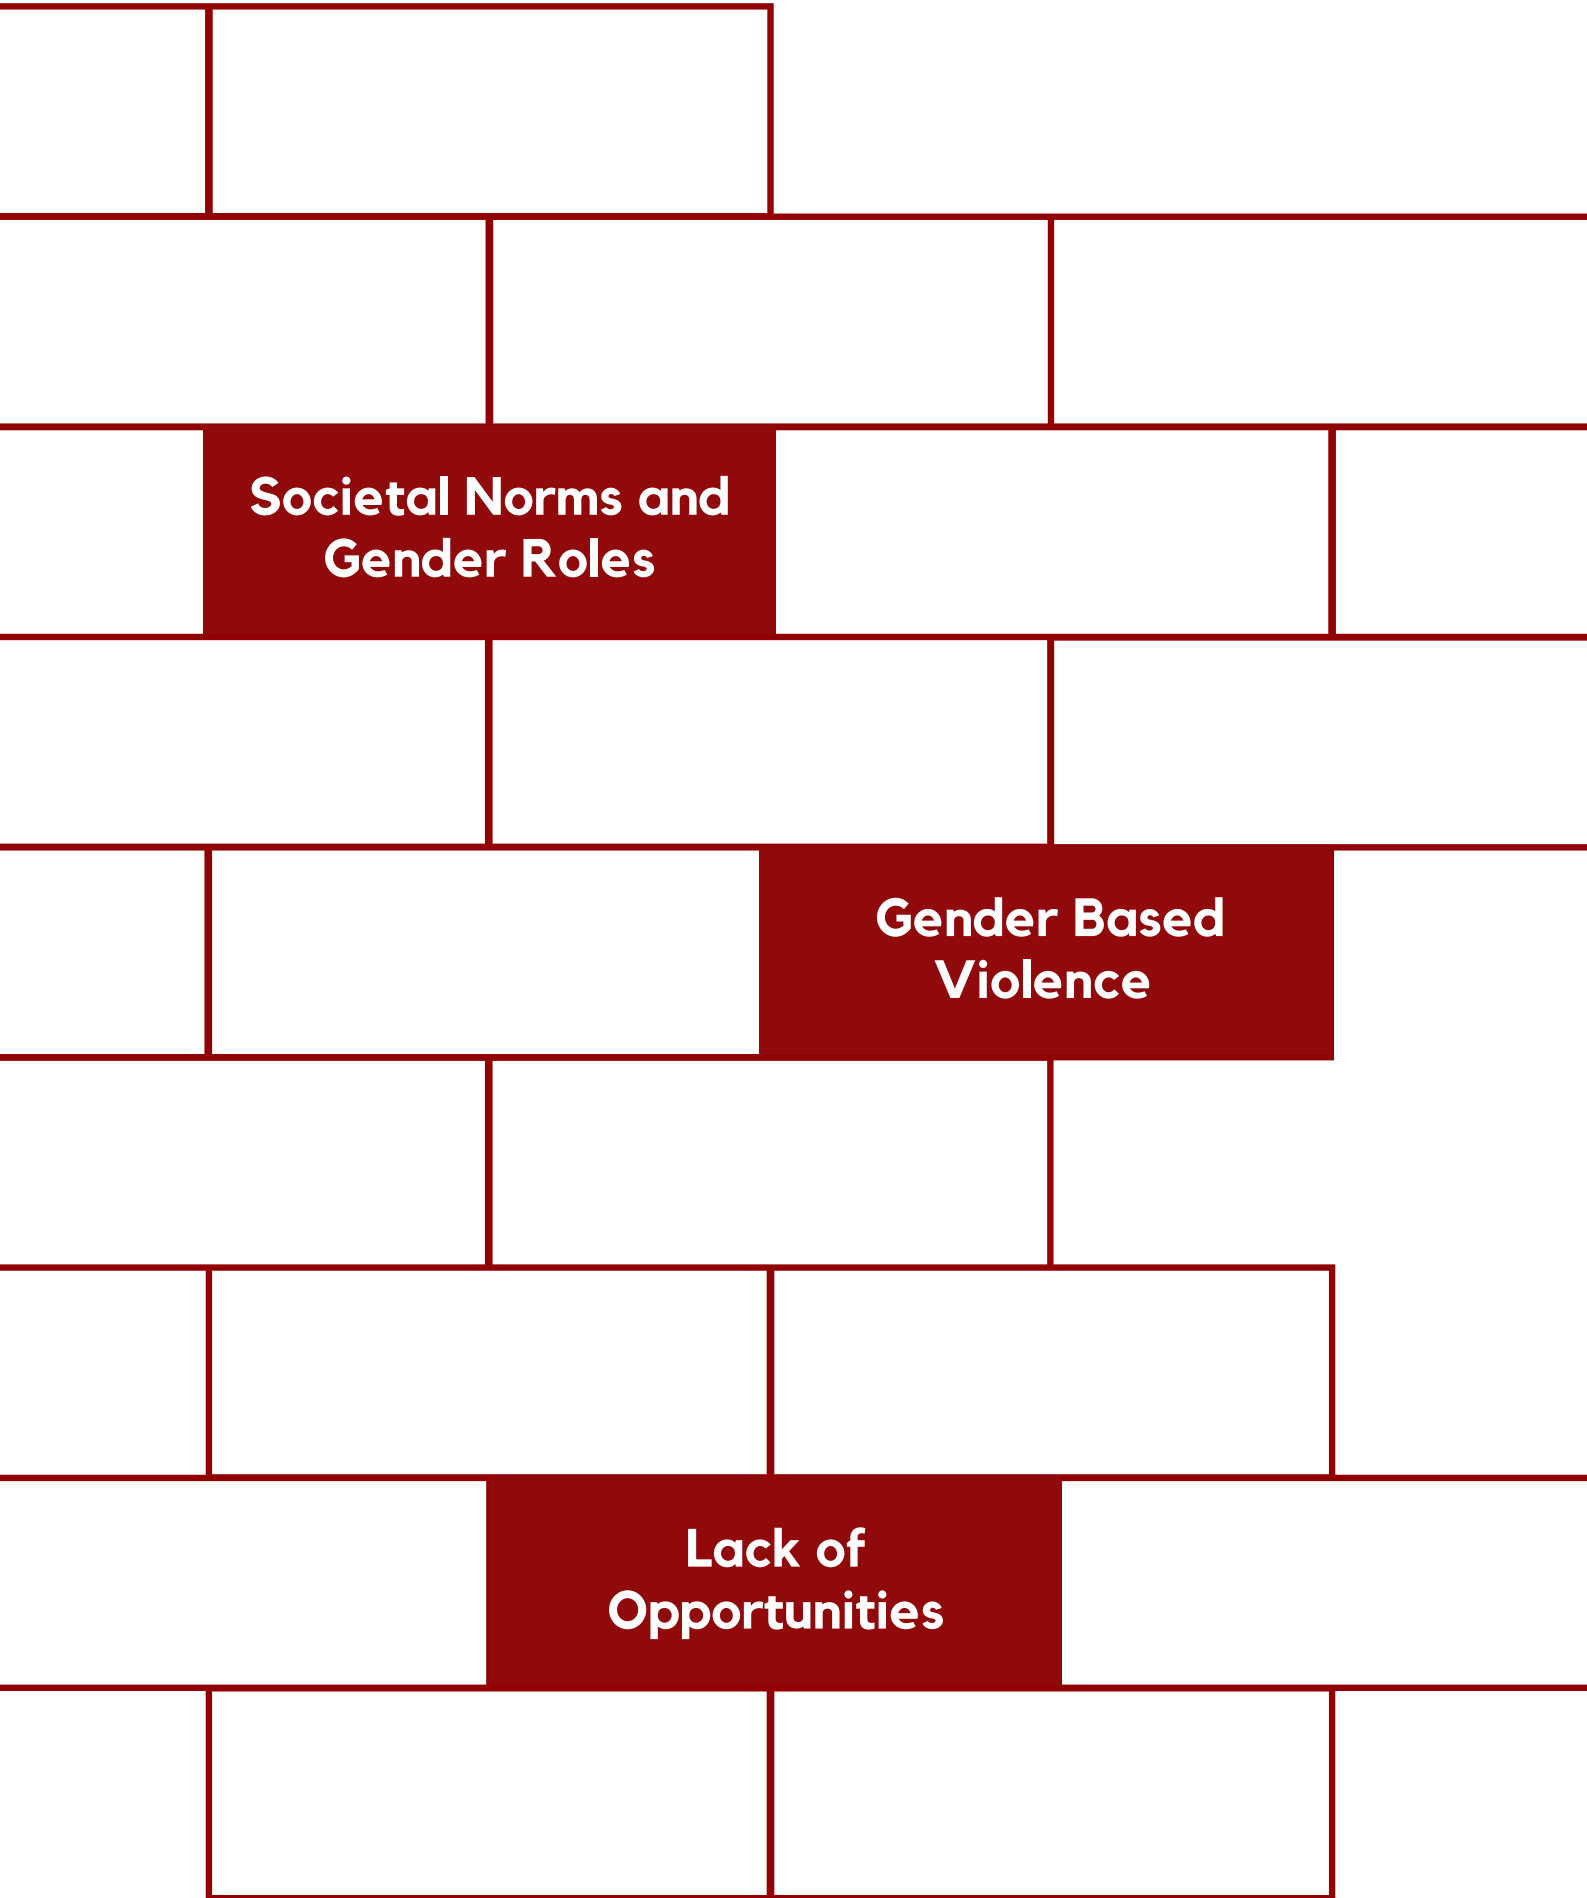 Societal Norms and
Gender Roles
Gender Based
Violence
Lack of
Opportunities